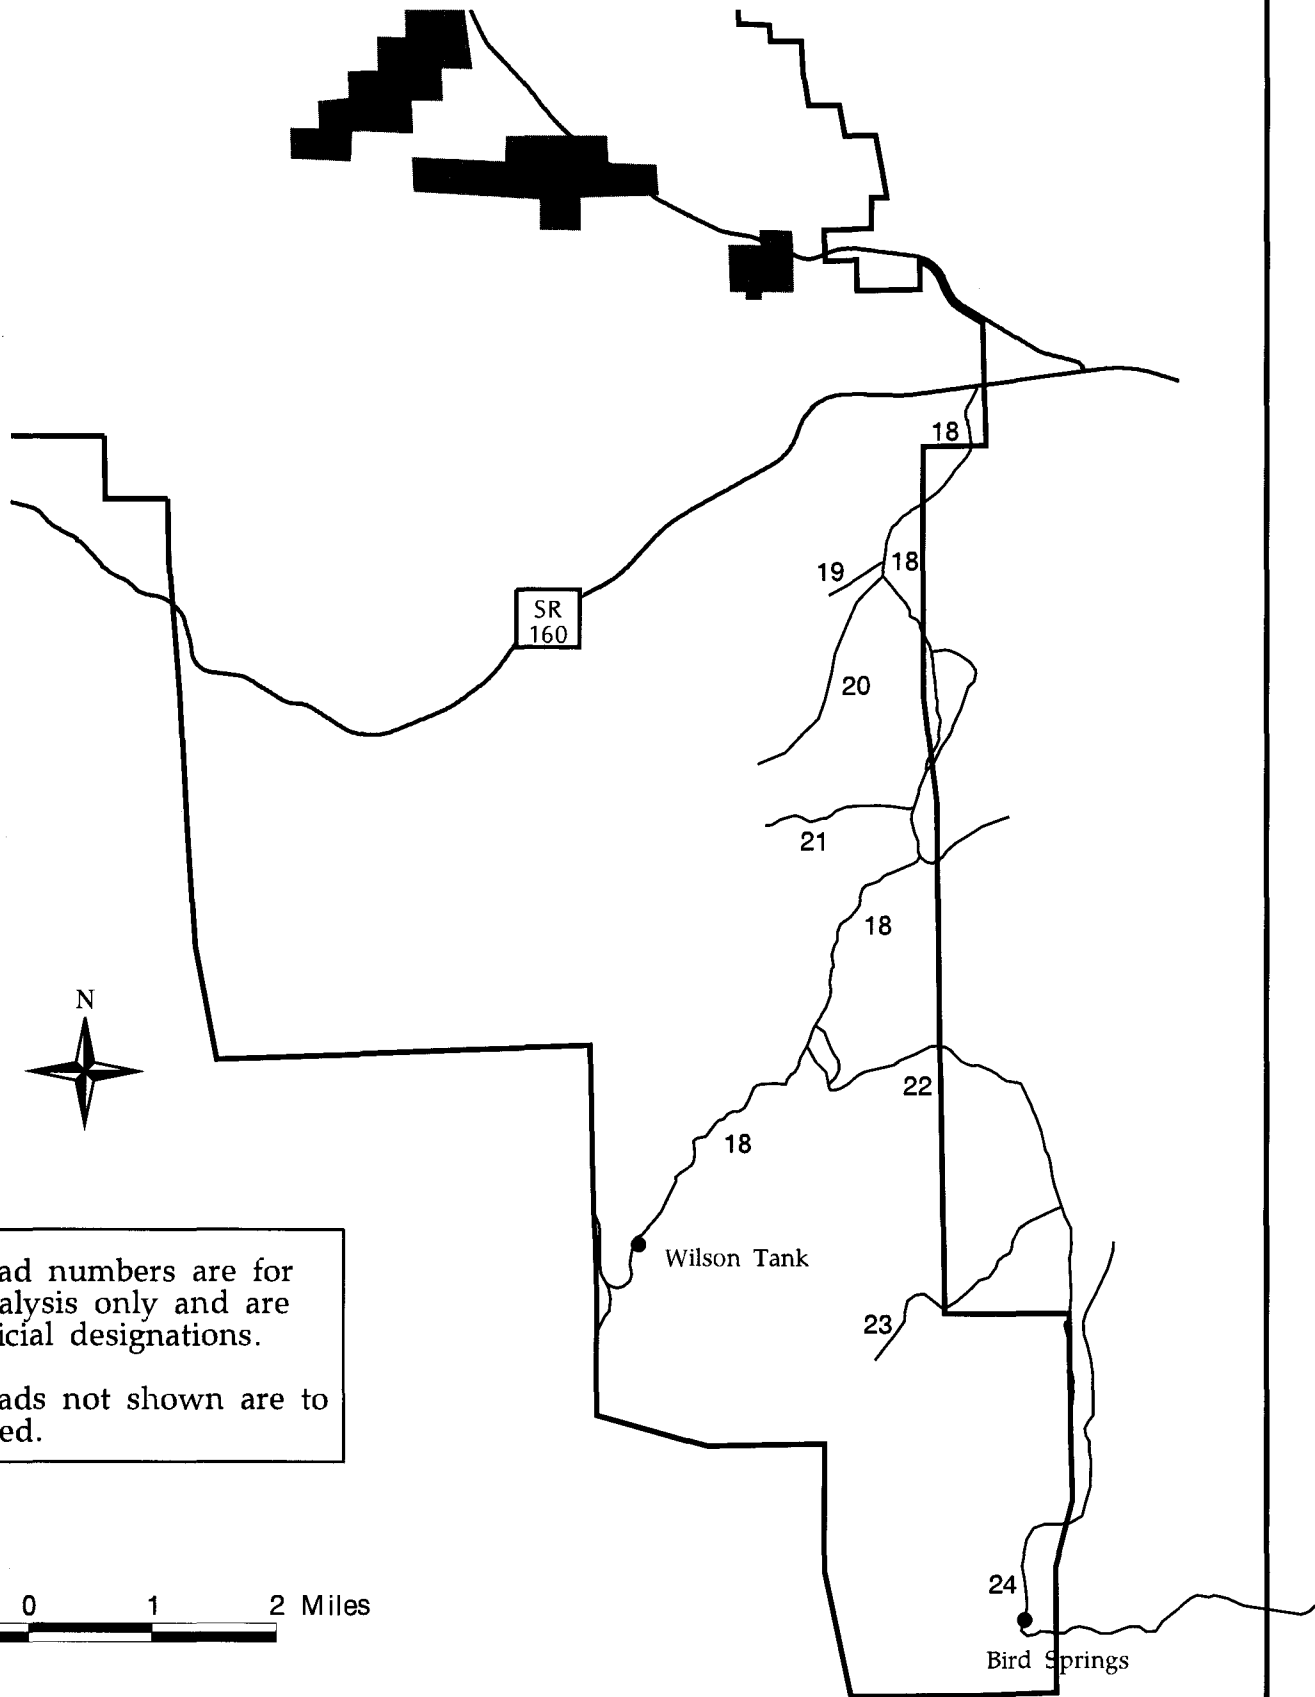 18
18
19
SR
160
20
21
18
N
22
18
Wilson Tank
ad numbers are for
alysis only and are
icial designations.
23
ads not shown are to
ed.
24
0 1 2 Miles
Bird Springs